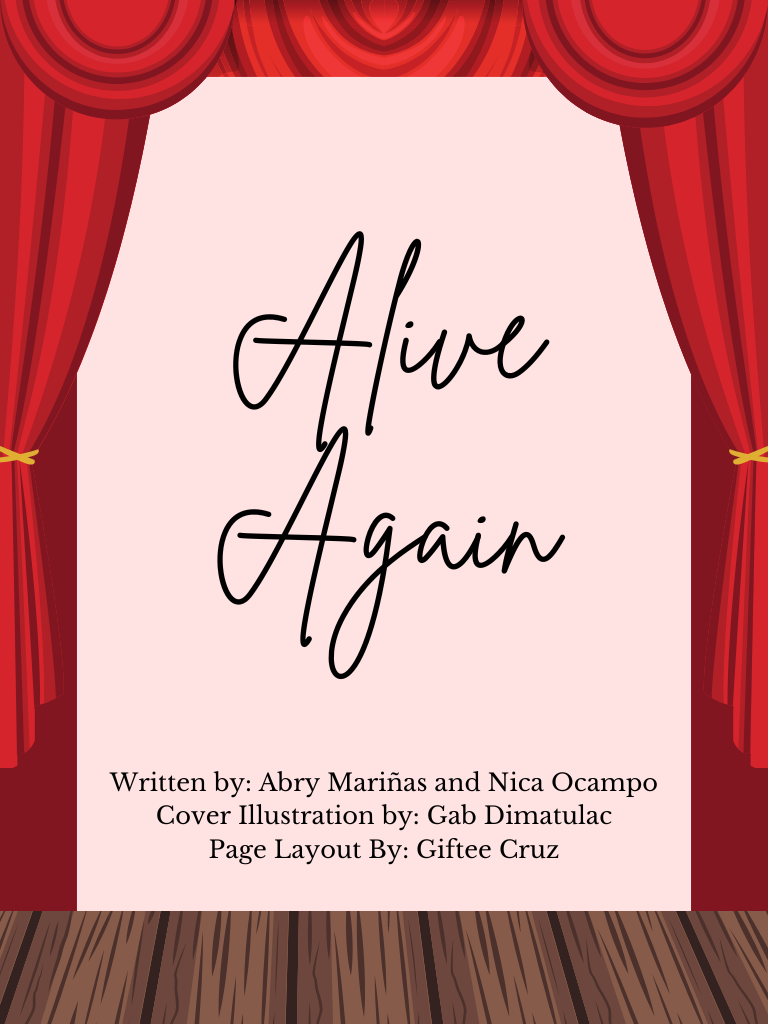 Alive
Again
Written by: Abry Mariñas and Nica Ocampo
Cover Illustration by: Gab Dimatulac
Page Layout By: Giftee Cruz